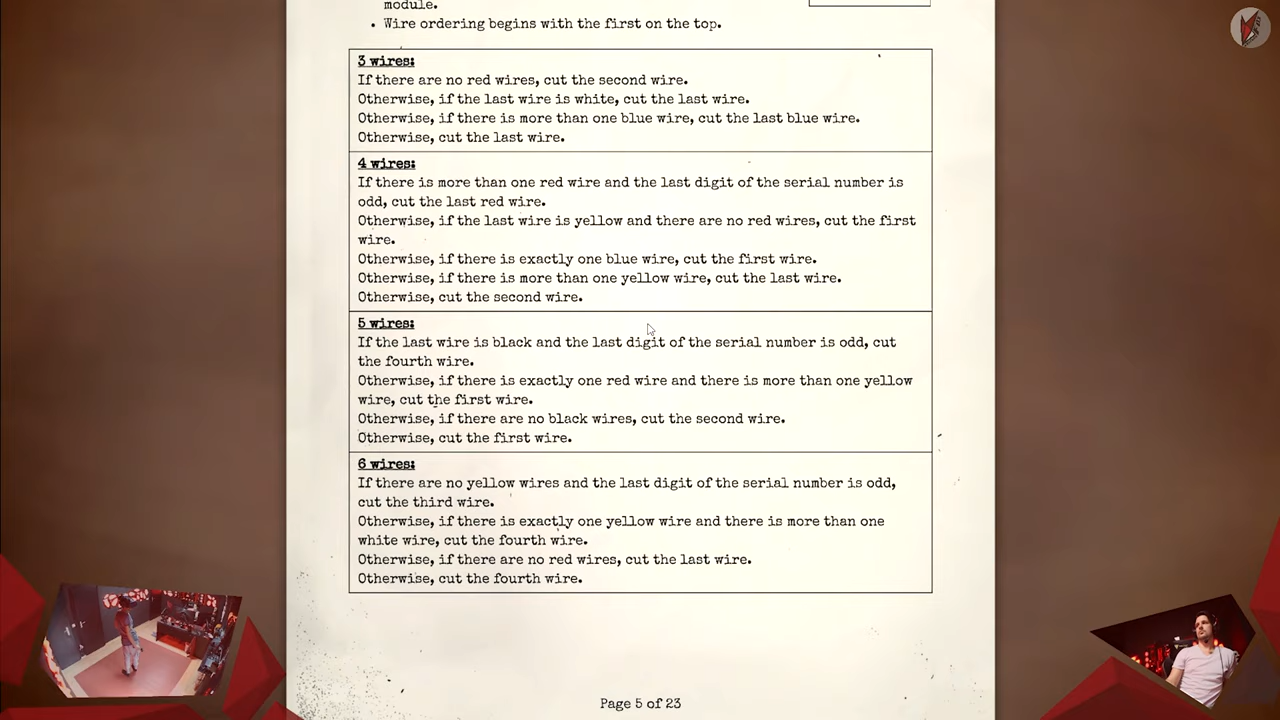 module.
• Wire ordering begins with the first on the top.
3 wires:
If there are no red wires, cut the second wire.
Otherwise, if the last wire is white, cut the last wire.
Otherwise, if there is more than one blue wire, cut the last blue wire.
Otherwise, cut the last wire.
4 wires:
If there is more than one red wire and the last digit of the serial number is
odd, cut the last red wire.
Otherwise, if the last wire is yellow and there are no red wires, cut the first
wire.
Otherwise, if there is exactly one blue wire, cut the first wire.
Otherwise, if there is more than one yellow wire, cut the last wire.
Otherwise, cut the second wire.
5 wires:
If the last wire is black and the last digit of the serial number is odd, cut
the fourth wire.
Otherwise, if there is exactly one red wire and there is more than one yellow
wire, cut the first wire.
Otherwise, if there are no black wires, cut the second wire.
Otherwise, cut the first wire.
6 wires:
If there are no yellow wires and the last digit of the serial number is odd,
cut the third wire.
Otherwise, if there is exactly one yellow wire and there is more than one
white wire, cut the fourth wire.
Otherwise, if there are no red wires, cut the last wire.
Otherwise, cut the fourth wire.
Page 5 of 23